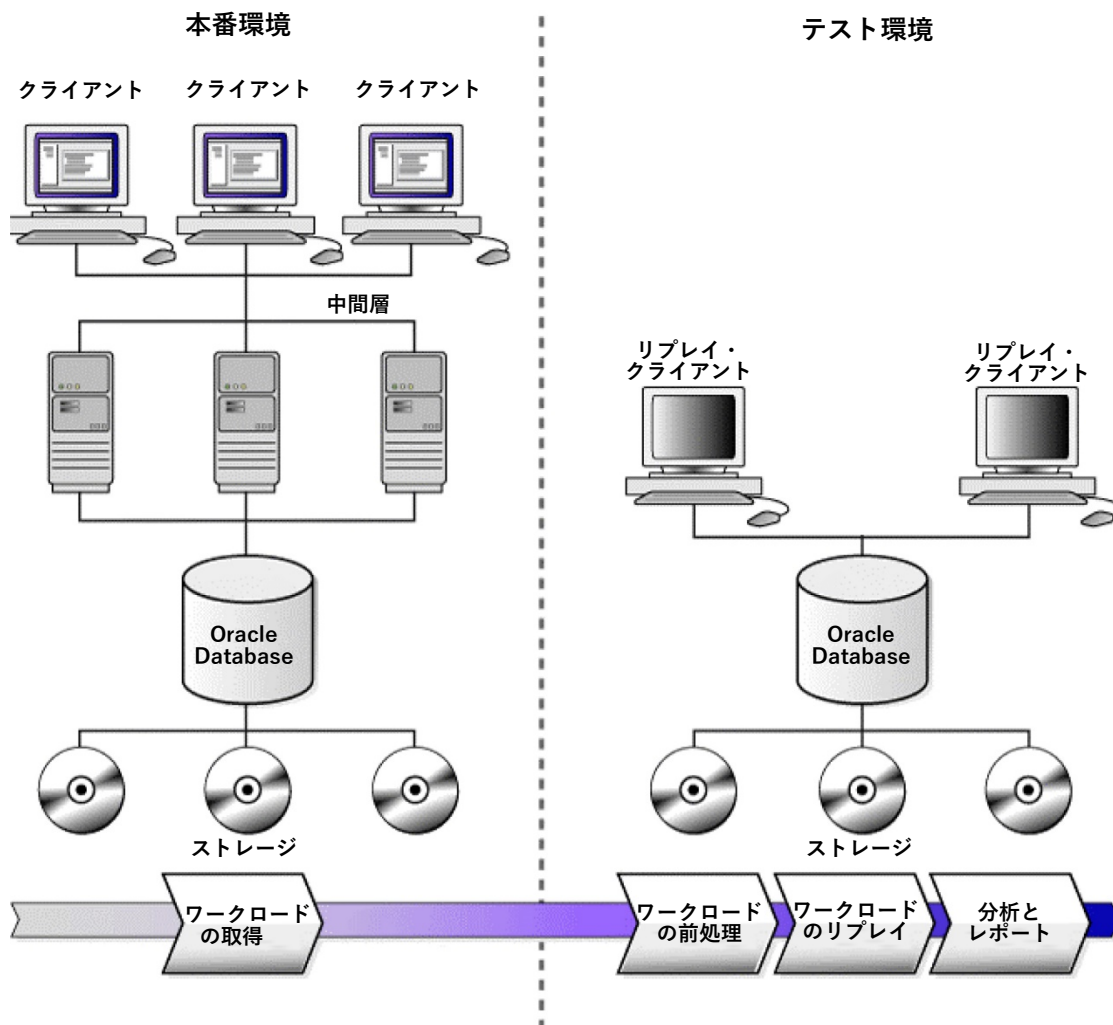 本番環境
テスト環境
クライアント
クライアント
クライアント
中間層
リプレイ・
クライアント
リプレイ・
クライアント
Oracle
Database
Oracle
Database
ストレージ
ストレージ
ワークロード
の取得
ワークロード
の前処理
ワークロード
のリプレイ
分析と
レポート